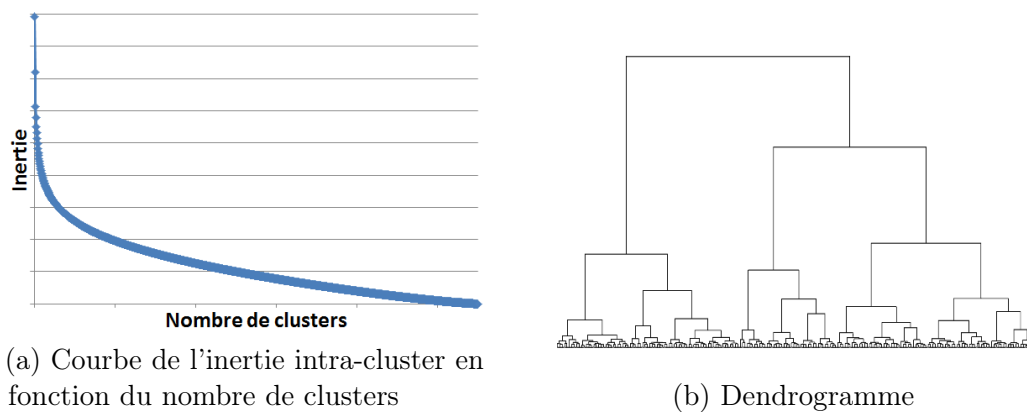 Inertie
Nombre de clusters
(a) Courbe de l'inertie intra-cluster en
fonction du nombre de clusters
(b) Dendrogramme